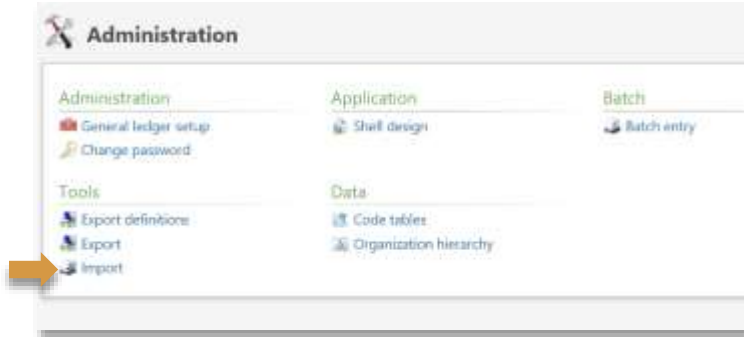 Administration
Administration
General ledger setup
Change password
Application
Shell design
Batch
Batch entry
Tools
Export definitions
Export
Import
Data
Code tables
Organization hierarchy